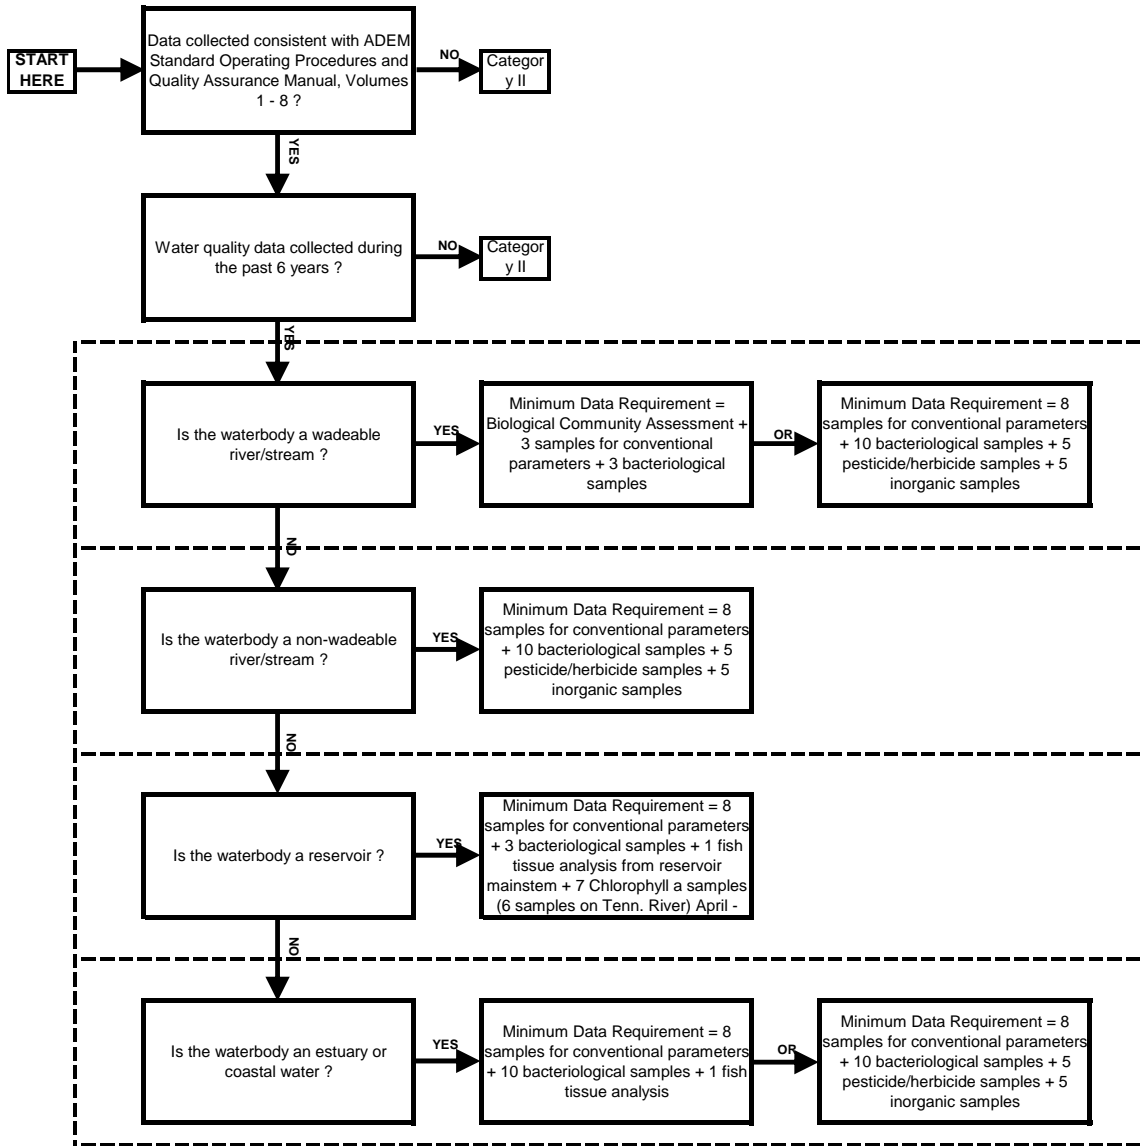 START
HERE
Data collected consistent with ADEM
Standard Operating Procedures and
Quality Assurance Manual, Volumes
1 - 8 ?
NO
Categor
y II
YES
Water quality data collected during
the past 6 years ?
NO
Categor
y II
YES
Is the waterbody a wadeable
river/stream ?
YES
Minimum Data Requirement =
Biological Community Assessment +
3 samples for conventional
parameters + 3 bacteriological
samples
OR
Minimum Data Requirement = 8
samples for conventional parameters
+ 10 bacteriological samples + 5
pesticide/herbicide samples + 5
inorganic samples
NO
Is the waterbody a non-wadeable
river/stream ?
YES
Minimum Data Requirement = 8
samples for conventional parameters
+ 10 bacteriological samples + 5
pesticide/herbicide samples + 5
inorganic samples
NO
Is the waterbody a reservoir ?
YES
Minimum Data Requirement = 8
samples for conventional parameters
+ 3 bacteriological samples + 1 fish
tissue analysis from reservoir
mainstem + 7 Chlorophyll a samples
(6 samples on Tenn. River) April -
NO
Is the waterbody an estuary or
coastal water ?
YES
Minimum Data Requirement = 8
samples for conventional parameters
+ 10 bacteriological samples + 1 fish
tissue analysis
OR
Minimum Data Requirement = 8
samples for conventional parameters
+ 10 bacteriological samples + 5
pesticide/herbicide samples + 5
inorganic samples